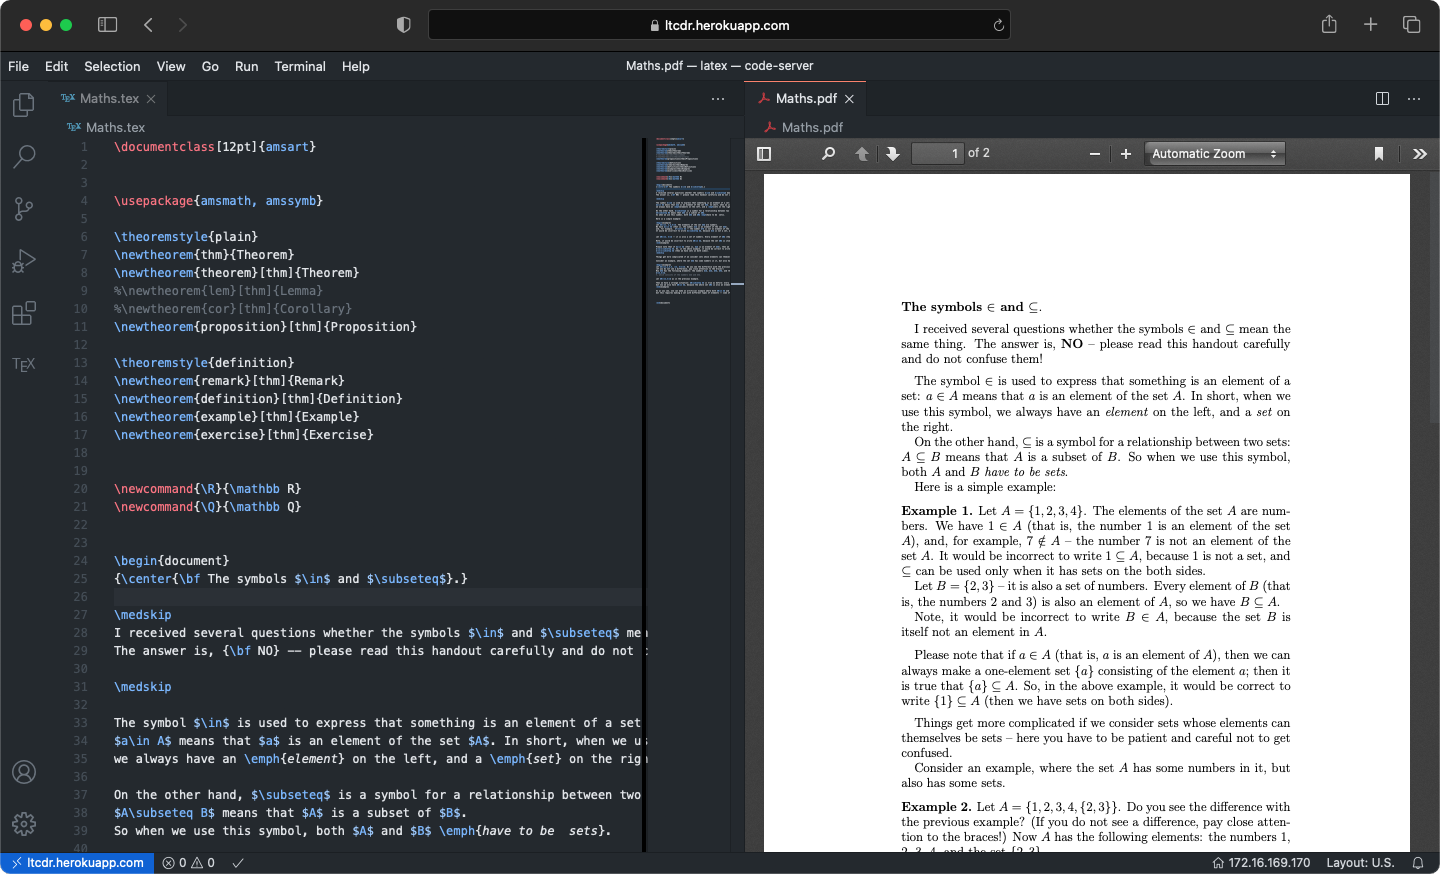 ltcdr.herokuapp.com
File Edit Selection View Go Run Terminal Help
Maths.pdf — latex — code-server
TEX Maths.tex
TEX Maths.tex
1 \documentclass[12pt]{amsart}
2
3
4 \usepackage{amsmath, amssymb}
5
6 \theoremstyle{plain}
7 \newtheorem{thm}{Theorem}
8 \newtheorem{theorem}[thm]{Theorem}
9 %\newtheorem{lem}[thm]{Lemma}
10 %\newtheorem{cor}[thm]{Corollary}
11 \newtheorem{proposition}[thm]{Proposition}
12
13 \theoremstyle{definition}
14 \newtheorem{remark}[thm]{Remark}
15 \newtheorem{definition}[thm]{Definition}
16 \newtheorem{example}[thm]{Example}
17 \newtheorem{exercise}[thm]{Exercise}
18
19
20 \newcommand{\R}{\mathbb R}
21 \newcommand{\Q}{\mathbb Q}
22
23
24 \begin{document}
25 {\center{\bf The symbols $\in$ and $\subseteq$}.}
26
27 \medskip
28 I received several questions whether the symbols $\in$ and $\subseteq$
29 The answer is, {\bf NO} -- please read this handout carefully and do not
30
31 \medskip
32
33 The symbol $\in$ is used to express that something is an element of a set
34 $a\in A$ means that $a$ is an element of the set $A$. In short, when we
35 we always have an \emph{element} on the left, and a \emph{set} on the
36
37 On the other hand, $\subseteq$ is a symbol for a relationship between two
38 $A\subseteq B$ means that $A$ is a subset of $B$.
39 So when we use this symbol, both $A$ and $B$ \emph{have to be  sets}.
40
TEX
Maths.pdf
Maths.pdf
1 of 2
Automatic Zoom
The symbols ∈ and ⊆.
I received several questions whether the symbols ∈ and ⊆ mean the
same thing. The answer is, NO – please read this handout carefully
and do not confuse them!
The symbol ∈ is used to express that something is an element of a
set: a ∈ A means that a is an element of the set A. In short, when we
use this symbol, we always have an element on the left, and a set on
the right.
On the other hand, ⊆ is a symbol for a relationship between two sets:
A ⊆ B means that A is a subset of B. So when we use this symbol,
both A and B have to be sets.
Here is a simple example:
Example 1. Let A = {1, 2, 3, 4}. The elements of the set A are num-
bers. We have 1 ∈ A (that is, the number 1 is an element of the set
A), and, for example, 7 ∉ A – the number 7 is not an element of the
set A. It would be incorrect to write 1 ⊆ A, because 1 is not a set, and
⊆ can be used only when it has sets on the both sides.
Let B = {2, 3} – it is also a set of numbers. Every element of B (that
is, the numbers 2 and 3) is also an element of A, so we have B ⊆ A.
Note, it would be incorrect to write B ∈ A, because the set B is
itself not an element in A.
Please note that if a ∈ A (that is, a is an element of A), then we can
always make a one-element set {a} consisting of the element a; then it
is true that {a} ⊆ A. So, in the above example, it would be correct to
write {1} ⊆ A (then we have sets on both sides).
Things get more complicated if we consider sets whose elements can
themselves be sets – here you have to be patient and careful not to get
confused.
Consider an example, where the set A has some numbers in it, but
also has some sets.
Example 2. Let A = {1, 2, 3, 4, {2, 3}}. Do you see the difference with
the previous example? (If you do not see a difference, pay close atten-
tion to the braces!) Now A has the following elements: the numbers 1,
2, 3, 4, and the set {2, 3}
ltcdr.herokuapp.com
0 0
172.16.169.170
Layout: U.S.